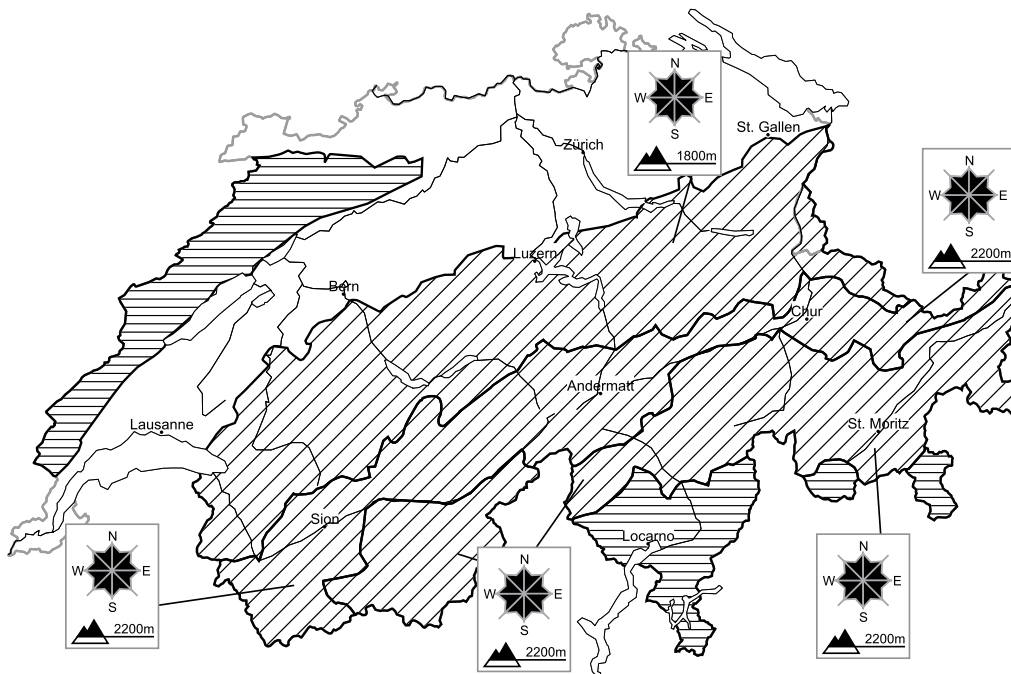 N
W E
S
1800m
St. Gallen
Zürich
N
W E
S
2200m
Luzern
Bern
Chur
Andermatt
Lausanne
St. Moritz
Sion
Locarno
N
W E
S
2200m
N
W E
S
2200m
N
W E
S
2200m